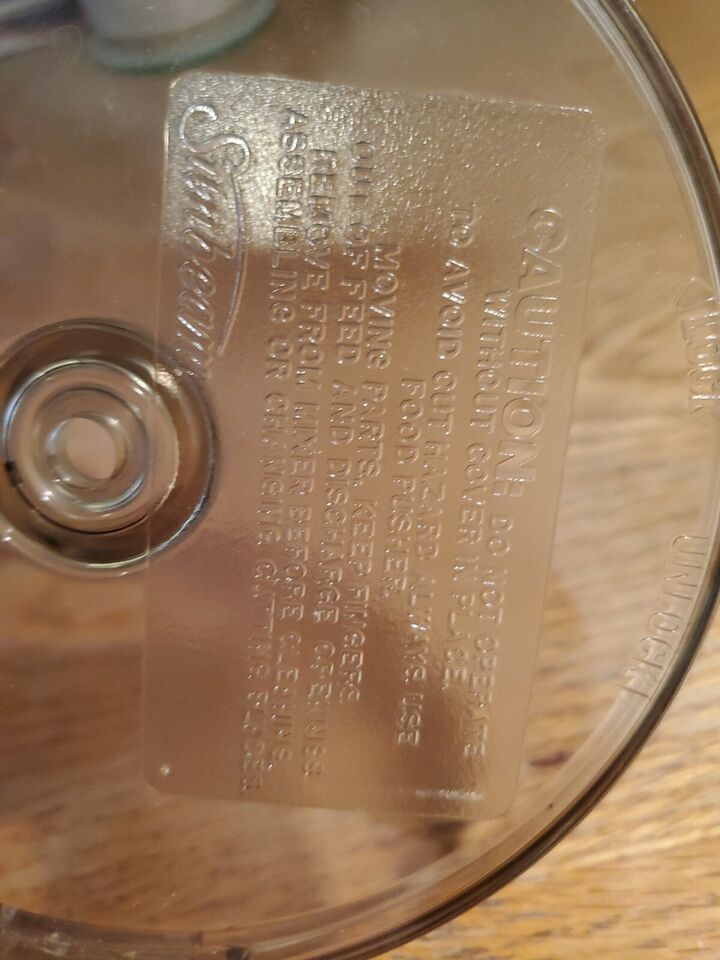 CAUTION: DO NOT OPERATE
WITHOUT COVER IN PLACE.
TO AVOID CUT HAZARD ALWAYS USE
FOOD PUSHER.
MOVING PARTS, KEEP FINGERS
OUT OF FEED AND DISCHARGE OPENINGS
REMOVE FROM MIXER BEFORE CLEANING,
ASSEMBLING OR CHANGING CUTTING BLADES.
Sunbeam
LOCK
UNLOCK